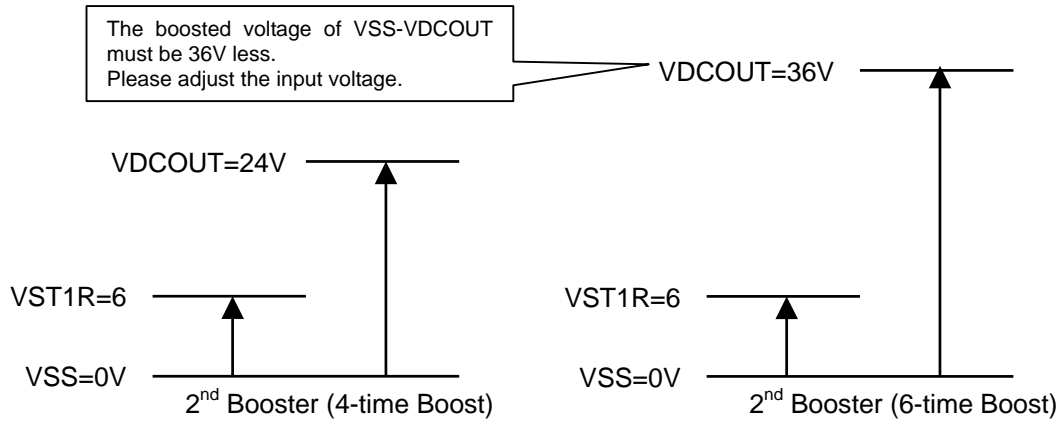 The boosted voltage of VSS-VDCOUT
must be 36V less.
Please adjust the input voltage.
VDCOUT=36V
VDCOUT=24V
VST1R=6
VST1R=6
VSS=0V
VSS=0V
2nd Booster (4-time Boost)
2nd Booster (6-time Boost)